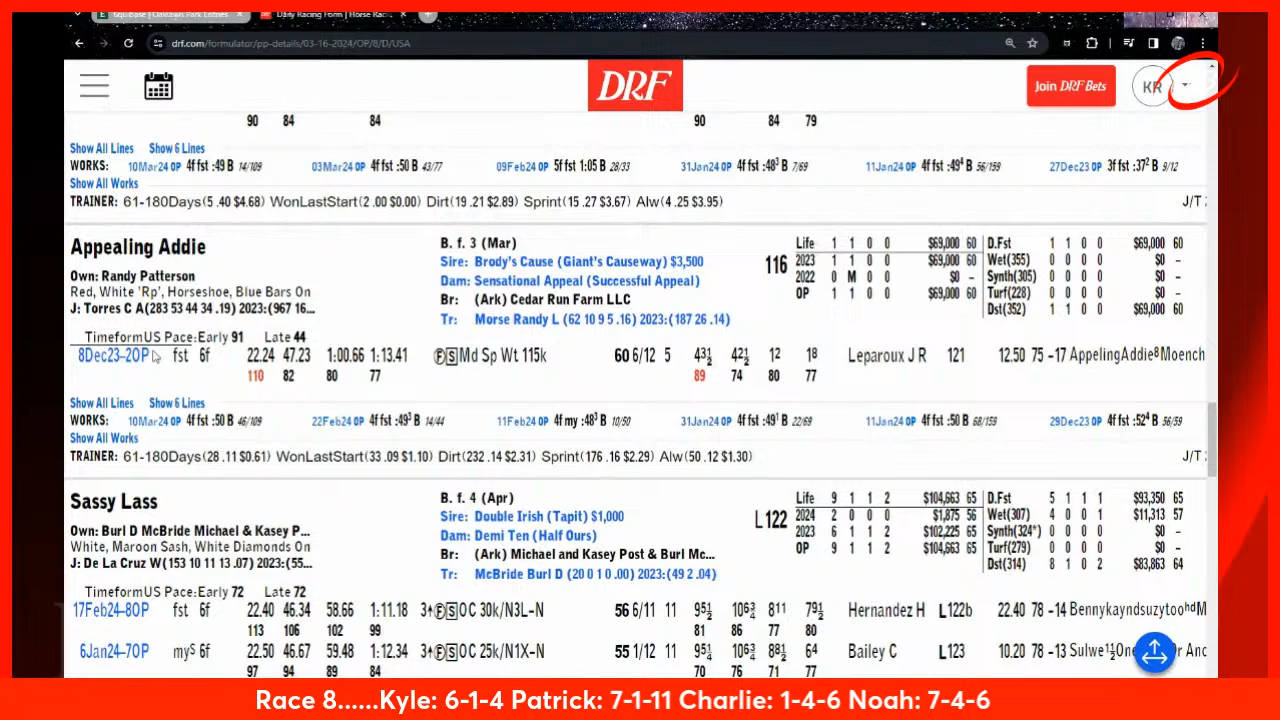 Equibase | Oaklawn Park Entries
Daily Racing Form | Horse Rac...
drf.com/formulator/pp-details/03-16-2024/OP/8/D/USA
DRF
Join DRF Bets
KR
90 84 84 90 84 79
Show All Lines Show 6 Lines
WORKS: 10Mar24 OP 4f fst :49 B 14/109 03Mar24 OP 4f fst :50 B 43/77 09Feb24 OP 5f fst 1:05 B 28/33 31Jan24 OP 4f fst :48³ B 7/69 11Jan24 OP 4f fst :49⁴ B 56/159 27Dec23 OP 3f fst :37² B 9/12
Show All Works
TRAINER: 61-180Days(5 .40 $4.68) WonLastStart(2 .00 $0.00) Dirt(19 .21 $2.89) Sprint(15 .27 $3.67) Alw(4 .25 $3.95) J/T
Appealing Addie B. f. 3 (Mar) Life 1 1 0 0 $69,000 60 D.Fst 1 1 0 0 $69,000 60
Sire: Brody's Cause (Giant's Causeway) $3,500 116 2023 1 1 0 0 $69,000 60 Wet(355) 0 0 0 0 $0 -
Own: Randy Patterson Dam: Sensational Appeal (Successful Appeal) 2022 0 M 0 0 $0 - Synth(305) 0 0 0 0 $0 -
Red, White 'Rp', Horseshoe, Blue Bars On Br: (Ark) Cedar Run Farm LLC OP 1 1 0 0 $69,000 60 Turf(228) 0 0 0 0 $0 -
J: Torres C A(283 53 44 34 .19) 2023:(967 16... Tr: Morse Randy L (62 10 9 5 .16) 2023:(187 26 .14) Dst(352) 1 1 0 0 $69,000 60
TimeformUS Pace: Early 91 Late 44
8Dec23–2OP fst 6f 22.24 47.23 1:00.66 1:13.41 ⒻⓈMd Sp Wt 115k 60 6/12 5 43½ 42½ 12 18 Leparoux J R 121 12.50 75 –17 AppelingAddie⁸Moench
110 82 80 77 89 74 80 77
Show All Lines Show 6 Lines
WORKS: 10Mar24 OP 4f fst :50 B 46/109 22Feb24 OP 4f fst :49³ B 14/44 11Feb24 OP 4f my :48³ B 10/50 31Jan24 OP 4f fst :49¹ B 22/69 11Jan24 OP 4f fst :50 B 68/159 29Dec23 OP 4f fst :52⁴ B 56/59
Show All Works
TRAINER: 61-180Days(28 .11 $0.61) WonLastStart(33 .09 $1.10) Dirt(232 .14 $2.31) Sprint(176 .16 $2.29) Alw(50 .12 $1.30) J/T
Sassy Lass B. f. 4 (Apr) Life 9 1 1 2 $104,663 65 D.Fst 5 1 1 1 $93,350 65
Sire: Double Irish (Tapit) $1,000 L122 2024 2 0 0 0 $1,875 56 Wet(307) 4 0 0 1 $11,313 57
Own: Burl D McBride Michael & Kasey P... Dam: Demi Ten (Half Ours) 2023 6 1 1 2 $102,225 65 Synth(324*) 0 0 0 0 $0 -
White, Maroon Sash, White Diamonds On Br: (Ark) Michael and Kasey Post & Burl Mc... OP 9 1 1 2 $104,663 65 Turf(279) 0 0 0 0 $0 -
J: De La Cruz W(153 10 11 13 .07) 2023:(55... Tr: McBride Burl D (20 0 1 0 .00) 2023:(49 2 .04) Dst(314) 8 1 0 2 $83,863 64
TimeformUS Pace: Early 72 Late 72
17Feb24–8OP fst 6f 22.40 46.34 58.66 1:11.18 3↑ⒻⓈOC 30k/N3L-N 56 6/11 11 95½ 106¾ 811 79½ Hernandez H L122b 22.40 78 –14 Bennykayndsuzytoo
113 106 102 99 81 86 77 80
6Jan24–7OP myˢ 6f 22.50 46.67 59.48 1:12.34 3↑ⒻⓈOC 25k/N1X-N 55 1/12 11 95¼ 106¾ 88½ 64 Bailey C L123 10.20 78 –13 Sulwe
97 94 89 84 70 76 71 77
Race 8......Kyle: 6-1-4 Patrick: 7-1-11 Charlie: 1-4-6 Noah: 7-4-6